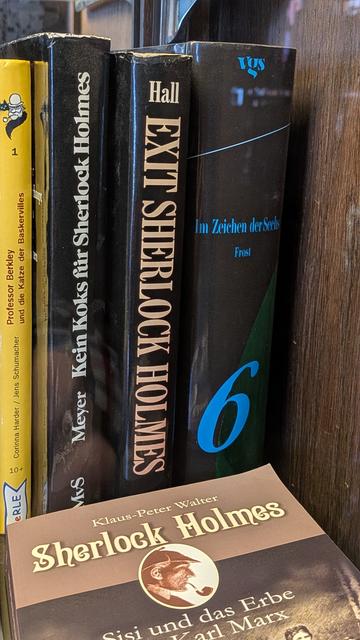 1
Professor Berkley
und die Katze der Baskervilles
Corinna Harder / Jens Schumacher
10+
ERLE
MvS Meyer Kein Koks für Sherlock Holmes
Hall
EXIT SHERLOCK HOLMES
vgs
Im Zeichen der Sechs
Frost
6
Klaus-Peter Walter
Sherlock Holmes
Sisi und das Erbe
Karl Marx